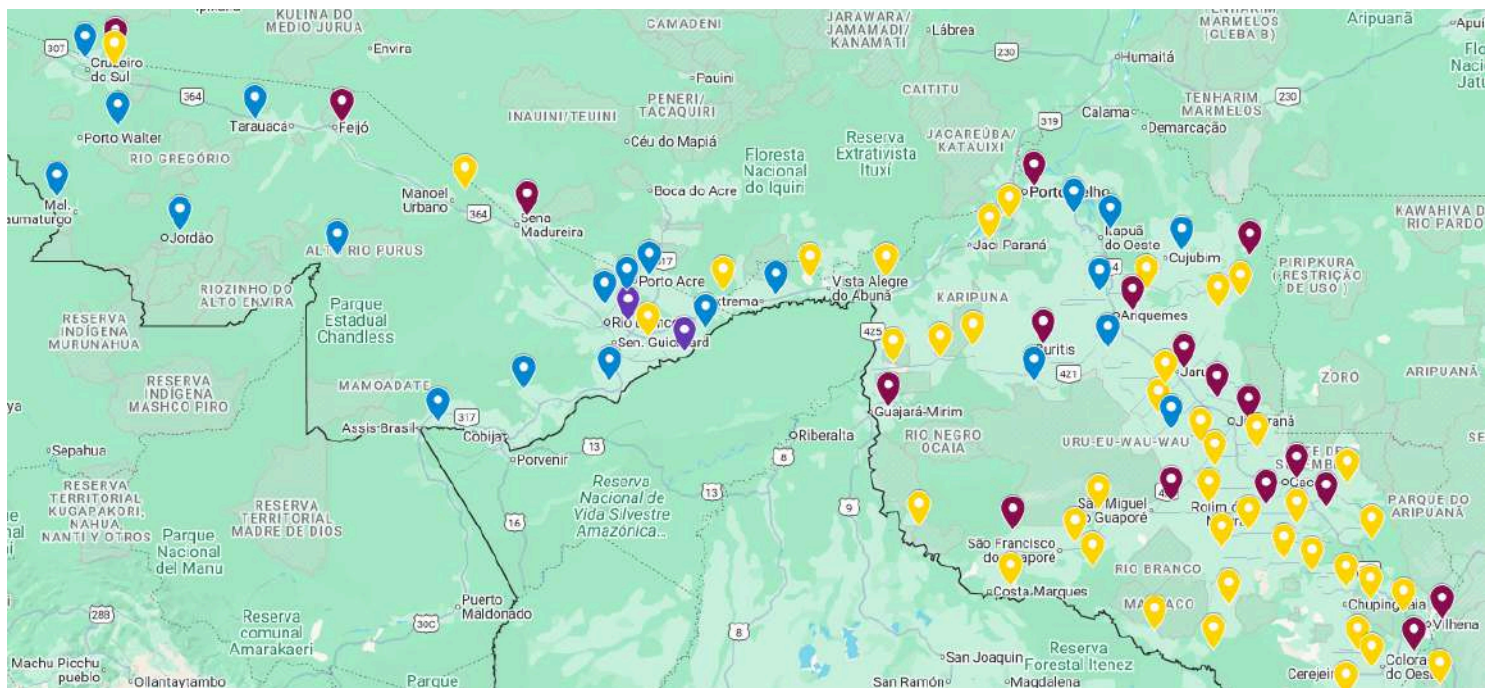 KULINA DO
MEDIO JURUA
CAMADENI
JARAWARA/
JAMAMADI/
KANAMATI
Lábrea
TENHARIM
MARMELOS
(GLEBA B)
Aripuanã
307
Cruzeiro
do Sul
Envira
230
Humaitá
Pauini
364
PENERI/
TACAQUIRI
CAITITU
TENHARIM
MARMELOS
230
Porto Walter
Tarauacá
Feijó
INAUINI/TEUINI
319
Calama
Demarcação
RIO GREGÓRIO
Céu do Mapiá
Reserva
Extrativista
Ituxí
JACAREÚBA/
KATAUIXI
Floresta
Nacional
do Iquiri
Mal.
Manoel
Urbano
364
Boca do Acre
Sena
Madureira
Jordão
ALTO RIO PURUS
Jaci Paraná
Itapuã
do Oeste
Cujubim
KAWAHIVA D
RIO PARDO
PIRIPKURA
(RESTRIÇÃO
DE USO )
RIOZINHO DO
ALTO ENVIRA
Parque
Estadual
Chandless
Porto Acre
Vista Alegre
do Abunã
KARIPUNA
Ariquemes
RESERVA
INDÍGENA
MURUNAHUA
Sen. Guiomard
425
421
RESERVA
INDÍGENA
MASHCO PIRO
MAMOADATE
ZORO
ARIPUANÃ
Assis Brasil
317
Cobija
Guajará-Mirim
Sepahua
Porvenir
13
Riberalta
RIO NEGRO
OCAIA
URU-EU-WAU-WAU
8
RESERVA
TERRITORIAL
KUGAPAKORI,
NAHUA,
NANTI Y OTROS
RESERVA
TERRITORIAL
MADRE DE DIOS
Reserva
Nacional de
Vida Silvestre
Amazónica...
13
9
16
São Miguel
do Guaporé
PARQUE DO
ARIPUANÃ
Parque
Nacional
del Manu
São Francisco
do Guaporé
RIO BRANCO
Costa Marques
28B
Puerto
Maldonado
30C
Reserva
comunal
Amarakaeri
8
Vilhena
Machu Picchu
pueblo
Ollantaytambo
Parque
San Joaquin
San Ramón
Magdalena
Reserva
Forestal Itenez